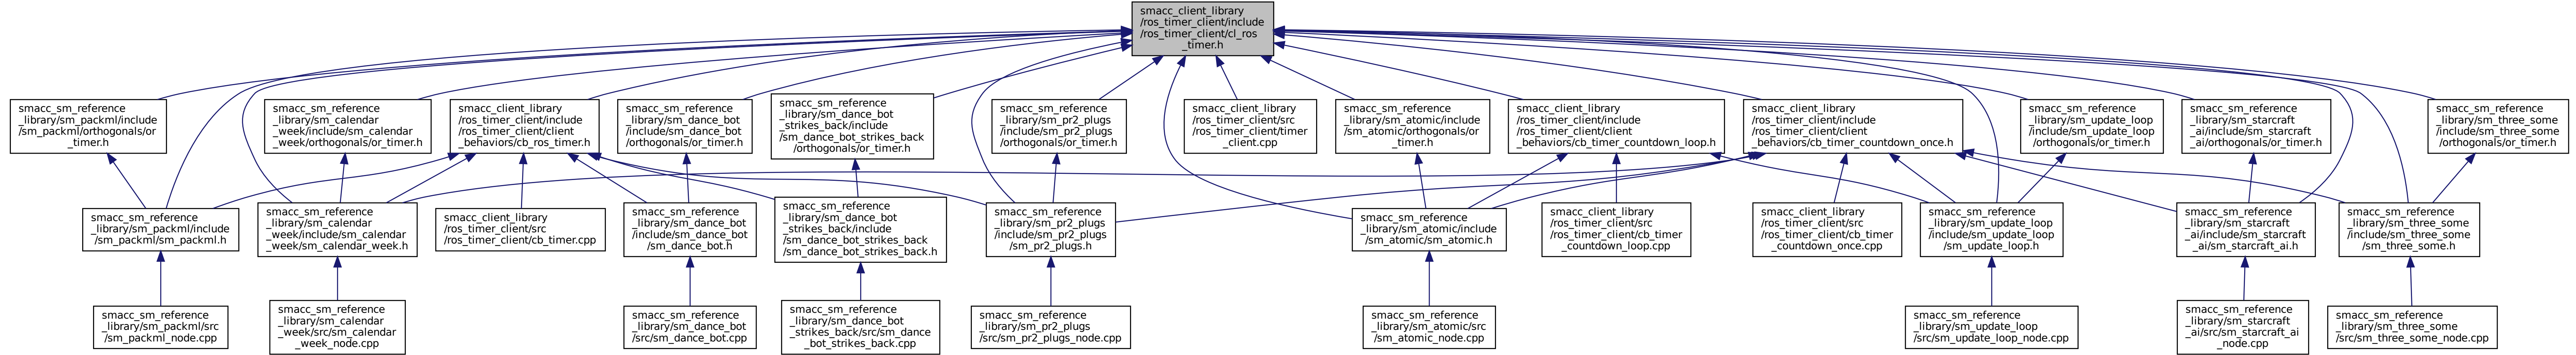 smacc_client_library
/ros_timer_client/include
/ros_timer_client/cl_ros
_timer.h
smacc_sm_reference
_library/sm_packml/include
/sm_packml/orthogonals/or
_timer.h
smacc_sm_reference
_library/sm_calendar
_week/include/sm_calendar
_week/orthogonals/or_timer.h
smacc_client_library
/ros_timer_client/include
/ros_timer_client/client
_behaviors/cb_ros_timer.h
smacc_sm_reference
_library/sm_dance_bot
/include/sm_dance_bot
/orthogonals/or_timer.h
smacc_sm_reference
_library/sm_dance_bot
_strikes_back/include
/sm_dance_bot_strikes_back
/orthogonals/or_timer.h
smacc_sm_reference
_library/sm_pr2_plugs
/include/sm_pr2_plugs
/orthogonals/or_timer.h
smacc_client_library
/ros_timer_client/src
/ros_timer_client/timer
_client.cpp
smacc_sm_reference
_library/sm_atomic/include
/sm_atomic/orthogonals/or
_timer.h
smacc_client_library
/ros_timer_client/include
/ros_timer_client/client
_behaviors/cb_timer_countdown_loop.h
smacc_client_library
/ros_timer_client/include
/ros_timer_client/client
_behaviors/cb_timer_countdown_once.h
smacc_sm_reference
_library/sm_update_loop
/include/sm_update_loop
/orthogonals/or_timer.h
smacc_sm_reference
_library/sm_starcraft
_ai/include/sm_starcraft
_ai/orthogonals/or_timer.h
smacc_sm_reference
_library/sm_three_some
/include/sm_three_some
/orthogonals/or_timer.h
smacc_sm_reference
_library/sm_packml/include
/sm_packml/sm_packml.h
smacc_sm_reference
_library/sm_calendar
_week/include/sm_calendar
_week/sm_calendar_week.h
smacc_client_library
/ros_timer_client/src
/ros_timer_client/cb_timer.cpp
smacc_sm_reference
_library/sm_dance_bot
/include/sm_dance_bot
/sm_dance_bot.h
smacc_sm_reference
_library/sm_dance_bot
_strikes_back/include
/sm_dance_bot_strikes_back
/sm_dance_bot_strikes_back.h
smacc_sm_reference
_library/sm_pr2_plugs
/include/sm_pr2_plugs
/sm_pr2_plugs.h
smacc_sm_reference
_library/sm_atomic/include
/sm_atomic/sm_atomic.h
smacc_client_library
/ros_timer_client/src
/ros_timer_client/cb_timer
_countdown_loop.cpp
smacc_client_library
/ros_timer_client/src
/ros_timer_client/cb_timer
_countdown_once.cpp
smacc_sm_reference
_library/sm_update_loop
/include/sm_update_loop
/sm_update_loop.h
smacc_sm_reference
_library/sm_starcraft
_ai/include/sm_starcraft
_ai/sm_starcraft_ai.h
smacc_sm_reference
_library/sm_three_some
/include/sm_three_some
/sm_three_some.h
smacc_sm_reference
_library/sm_packml/src
/sm_packml_node.cpp
smacc_sm_reference
_library/sm_calendar
_week/src/sm_calendar
_week_node.cpp
smacc_sm_reference
_library/sm_dance_bot
/src/sm_dance_bot.cpp
smacc_sm_reference
_library/sm_dance_bot
_strikes_back/src/sm_dance
_bot_strikes_back.cpp
smacc_sm_reference
_library/sm_pr2_plugs
/src/sm_pr2_plugs_node.cpp
smacc_sm_reference
_library/sm_atomic/src
/sm_atomic_node.cpp
smacc_sm_reference
_library/sm_update_loop
/src/sm_update_loop_node.cpp
smacc_sm_reference
_library/sm_starcraft
_ai/src/sm_starcraft_ai
_node.cpp
smacc_sm_reference
_library/sm_three_some
/src/sm_three_some_node.cpp